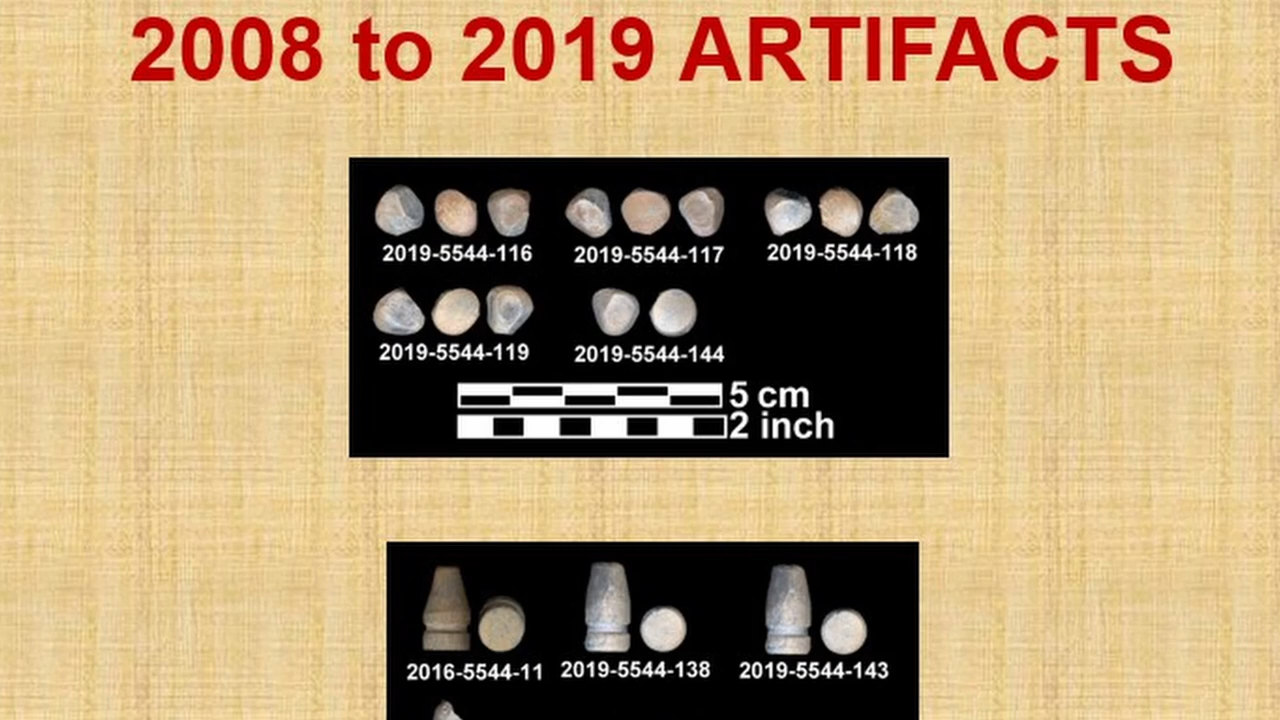 2008 to 2019 ARTIFACTS
2019-5544-116 2019-5544-117 2019-5544-118
2019-5544-119 2019-5544-144
5 cm
2 inch
2016-5544-11 2019-5544-138 2019-5544-143